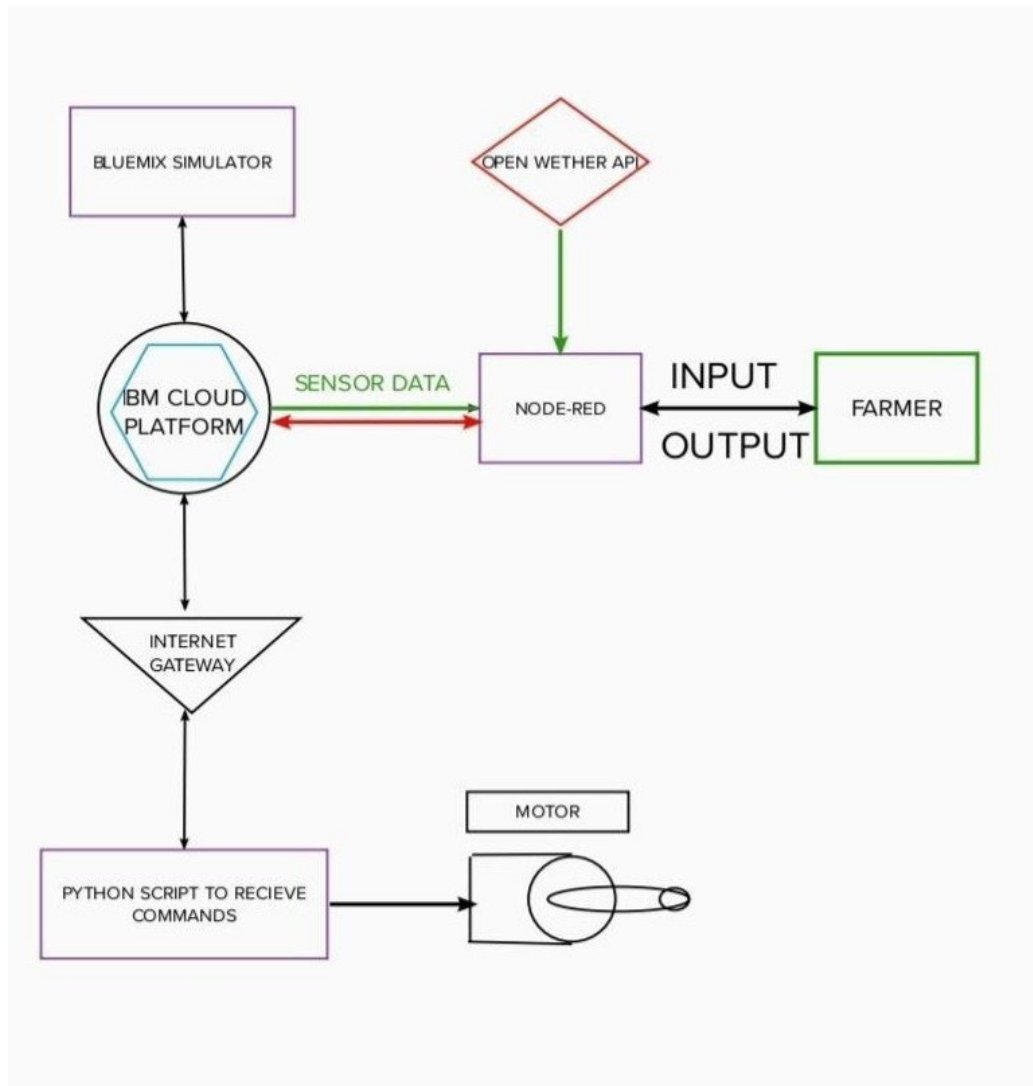 BLUEMIX SIMULATOR
OPEN WETHER API
IBM CLOUD
PLATFORM
SENSOR DATA
NODE-RED
INPUT
OUTPUT
FARMER
INTERNET
GATEWAY
MOTOR
PYTHON SCRIPT TO RECIEVE
COMMANDS